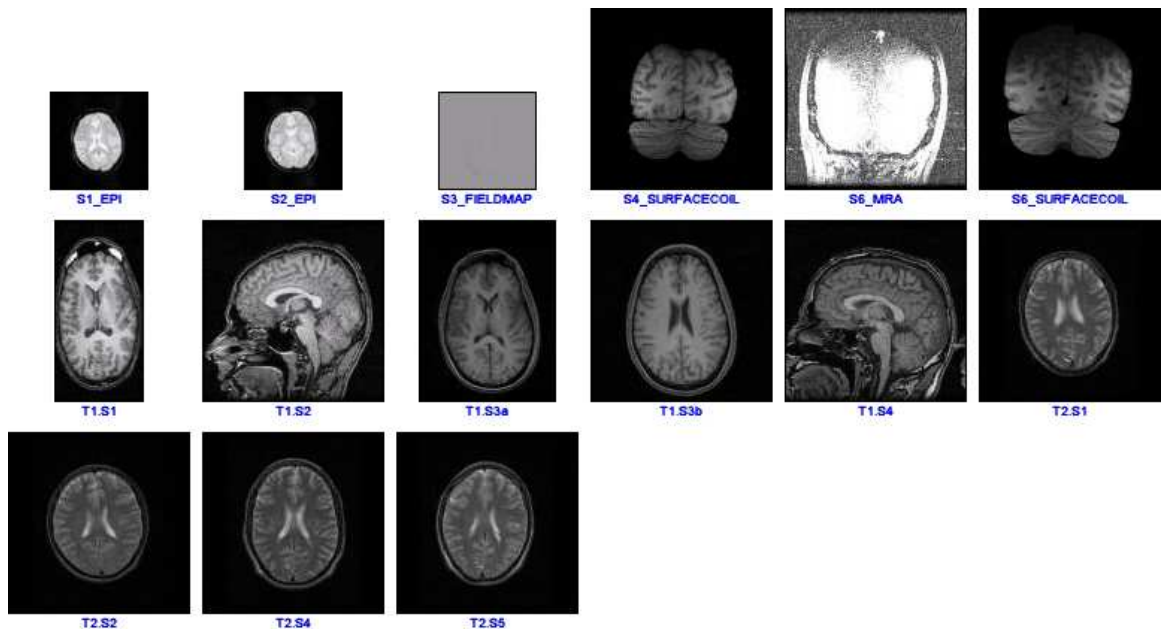 S1_EPI
S2_EPI
S3_FIELDMAP
S4_SURFACECOIL
S6_MRA
S6_SURFACECOIL
T1.S1
T1.S2
T1.S3a
T1.S3b
T1.S4
T2.S1
T2.S2
T2.S4
T2.S5